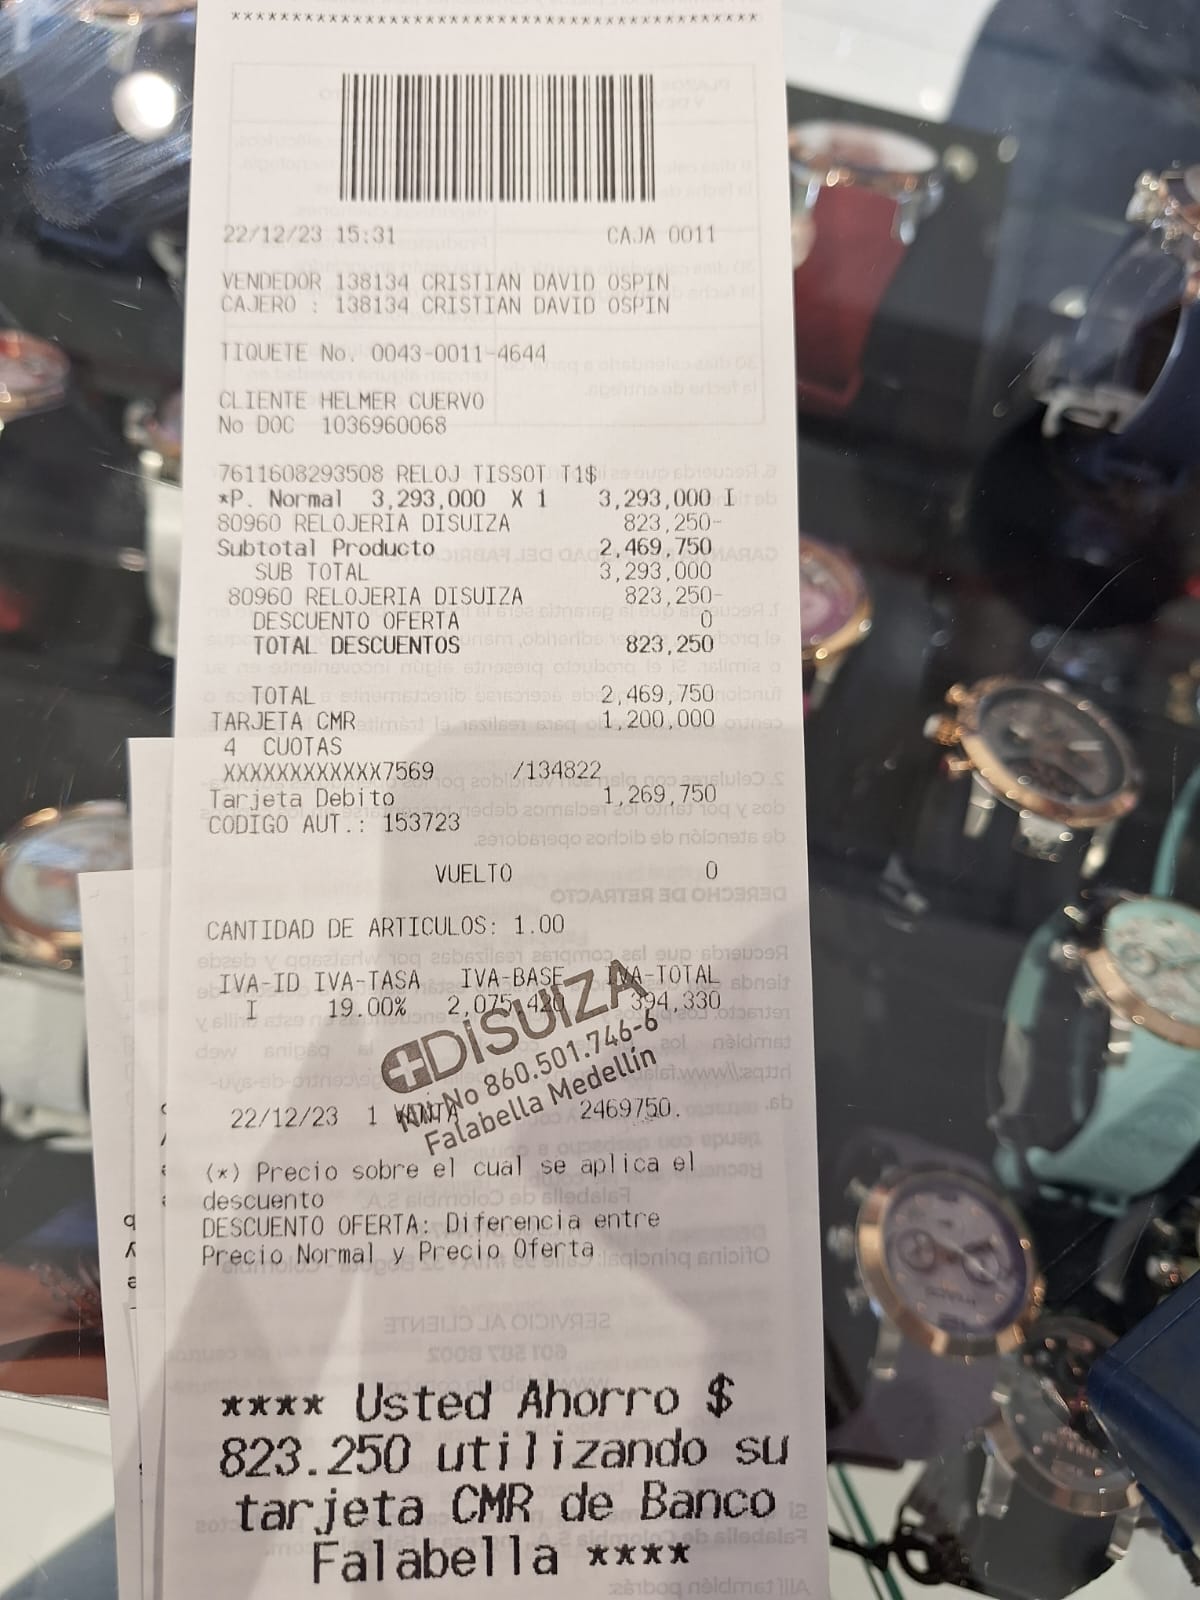 ************************************************
22/12/23 15:31 CAJA 0011
VENDEDOR 138134 CRISTIAN DAVID OSPIN
CAJERO : 138134 CRISTIAN DAVID OSPIN
TIQUETE No. 0043-0011-4644
CLIENTE HELMER CUERVO
No DOC 1036960068
7611608293508 RELOJ TISSOT T1$
*P. Normal 3,293,000 X 1 3,293,000 I
80960 RELOJERIA DISUIZA 823,250-
Subtotal Producto 2,469,750
SUB TOTAL 3,293,000
80960 RELOJERIA DISUIZA 823,250-
DESCUENTO OFERTA 0
TOTAL DESCUENTOS 823,250
TOTAL 2,469,750
TARJETA CMR 1,200,000
4 CUOTAS
XXXXXXXXXXXX7569 /134822
Tarjeta Debito 1,269,750
CODIGO AUT.: 153723
VUELTO 0
CANTIDAD DE ARTICULOS: 1.00
IVA-ID IVA-TASA IVA-BASE IVA-TOTAL
I 19.00% 2,075,420 394,330
DISUIZA
Nit. No 860.501.746-6
Falabella Medellín
22/12/23 1 2469750.
(*) Precio sobre el cual se aplica el
descuento
DESCUENTO OFERTA: Diferencia entre
Precio Normal y Precio Oferta
**** Usted Ahorro $
823.250 utilizando su
tarjeta CMR de Banco
Falabella ****